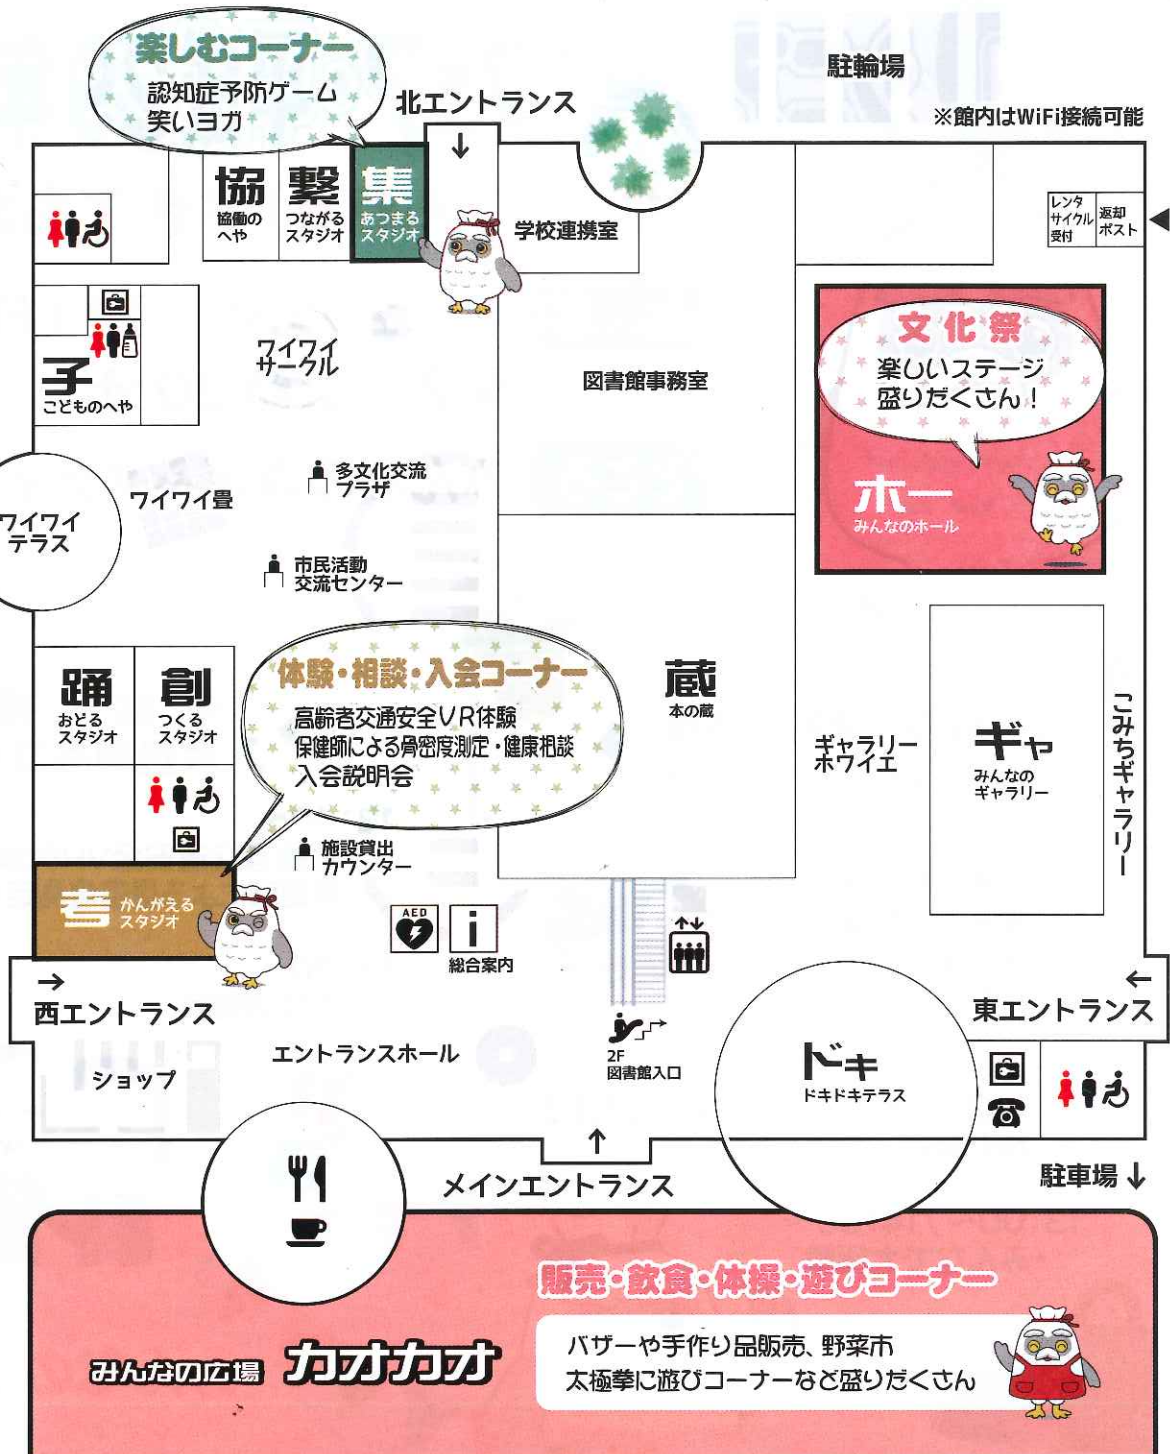 楽しむコーナー
認知症予防ゲーム
笑いヨガ
北エントランス
駐輪場
※館内はWiFi接続可能
協
協働の
へや
繋
つながる
スタジオ
集
あつまる
スタジオ
学校連携室
レンタ
サイクル
受付
返却
ポスト
子
こどものへや
ワイワイ
サークル
図書館事務室
文化祭
楽しいステージ
盛りだくさん!
ホー
みんなのホール
ワイワイ
テラス
ワイワイ畳
多文化交流
プラザ
市民活動
交流センター
踊
おどる
スタジオ
創
つくる
スタジオ
体験・相談・入会コーナー
高齢者交通安全VR体験
保健師による骨密度測定・健康相談
入会説明会
蔵
本の蔵
ギャラリー
ホワイエ
ギャ
みんなの
ギャラリー
こみちギャラリー
施設貸出
カウンター
考
かんがえる
スタジオ
AED
i
総合案内
西エントランス
東エントランス
エントランスホール
ショップ
2F
図書館入口
ドキ
ドキドキテラス
メインエントランス
駐車場
販売・飲食・体操・遊びコーナー
みんなの広場 カオカオ
バザーや手作り品販売、野菜市
太極拳に遊びコーナーなど盛りだくさん